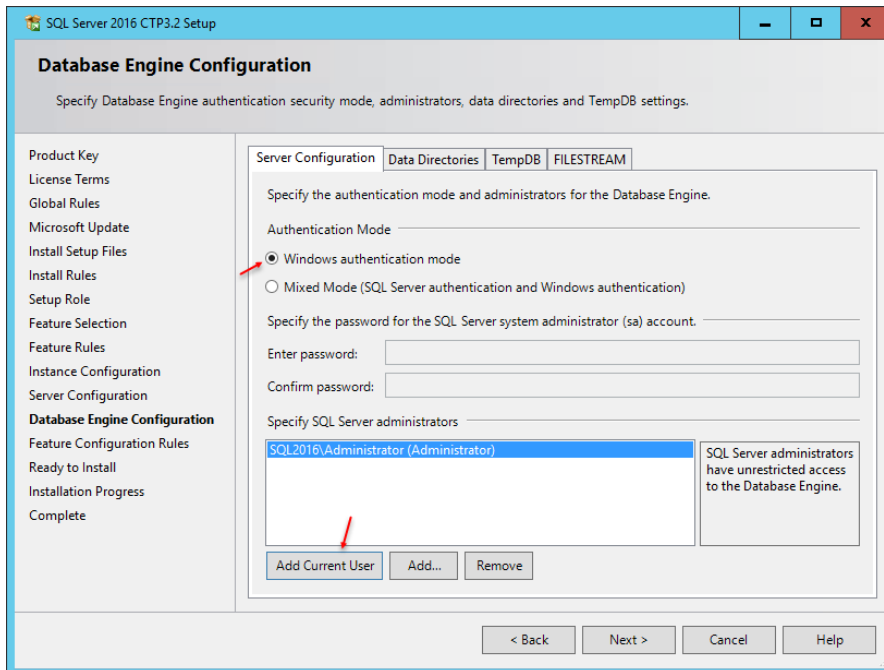 SQL Server 2016 CTP3.2 Setup
Database Engine Configuration
Specify Database Engine authentication security mode, administrators, data directories and TempDB settings.
Product Key
License Terms
Global Rules
Microsoft Update
Install Setup Files
Install Rules
Setup Role
Feature Selection
Feature Rules
Instance Configuration
Server Configuration
Database Engine Configuration
Feature Configuration Rules
Ready to Install
Installation Progress
Complete
Server Configuration Data Directories TempDB FILESTREAM
Specify the authentication mode and administrators for the Database Engine.
Authentication Mode
Windows authentication mode
Mixed Mode (SQL Server authentication and Windows authentication)
Specify the password for the SQL Server system administrator (sa) account.
Enter password:
Confirm password:
Specify SQL Server administrators
SQL2016\Administrator (Administrator)
SQL Server administrators
have unrestricted access
to the Database Engine.
Add Current User Add... Remove
< Back Next > Cancel Help